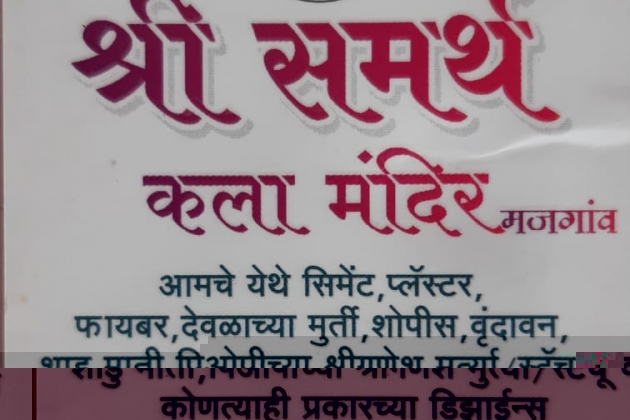 श्री समर्थ
कला मंदिर मजगांव
आमचे येथे सिमेंट,प्लॅस्टर,
फायबर,देवळाच्या मुर्ती,शोपीस,वृंदावन,
कोणत्याही प्रकारच्या डिझाईन्स